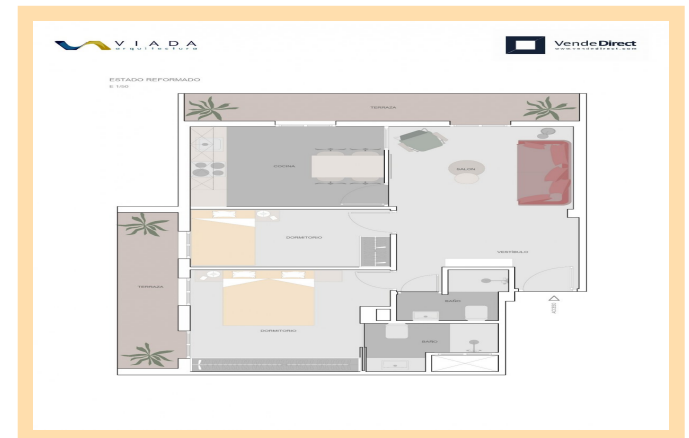 VIADA
arquitectura
VendeDirect
www.vendedirect.com
ESTADO REFORMADO
E 1/50
TERRAZA
COCINA
SALON
DORMITORIO
VESTIBULO
TERRAZA
BAÑO
DORMITORIO
BAÑO